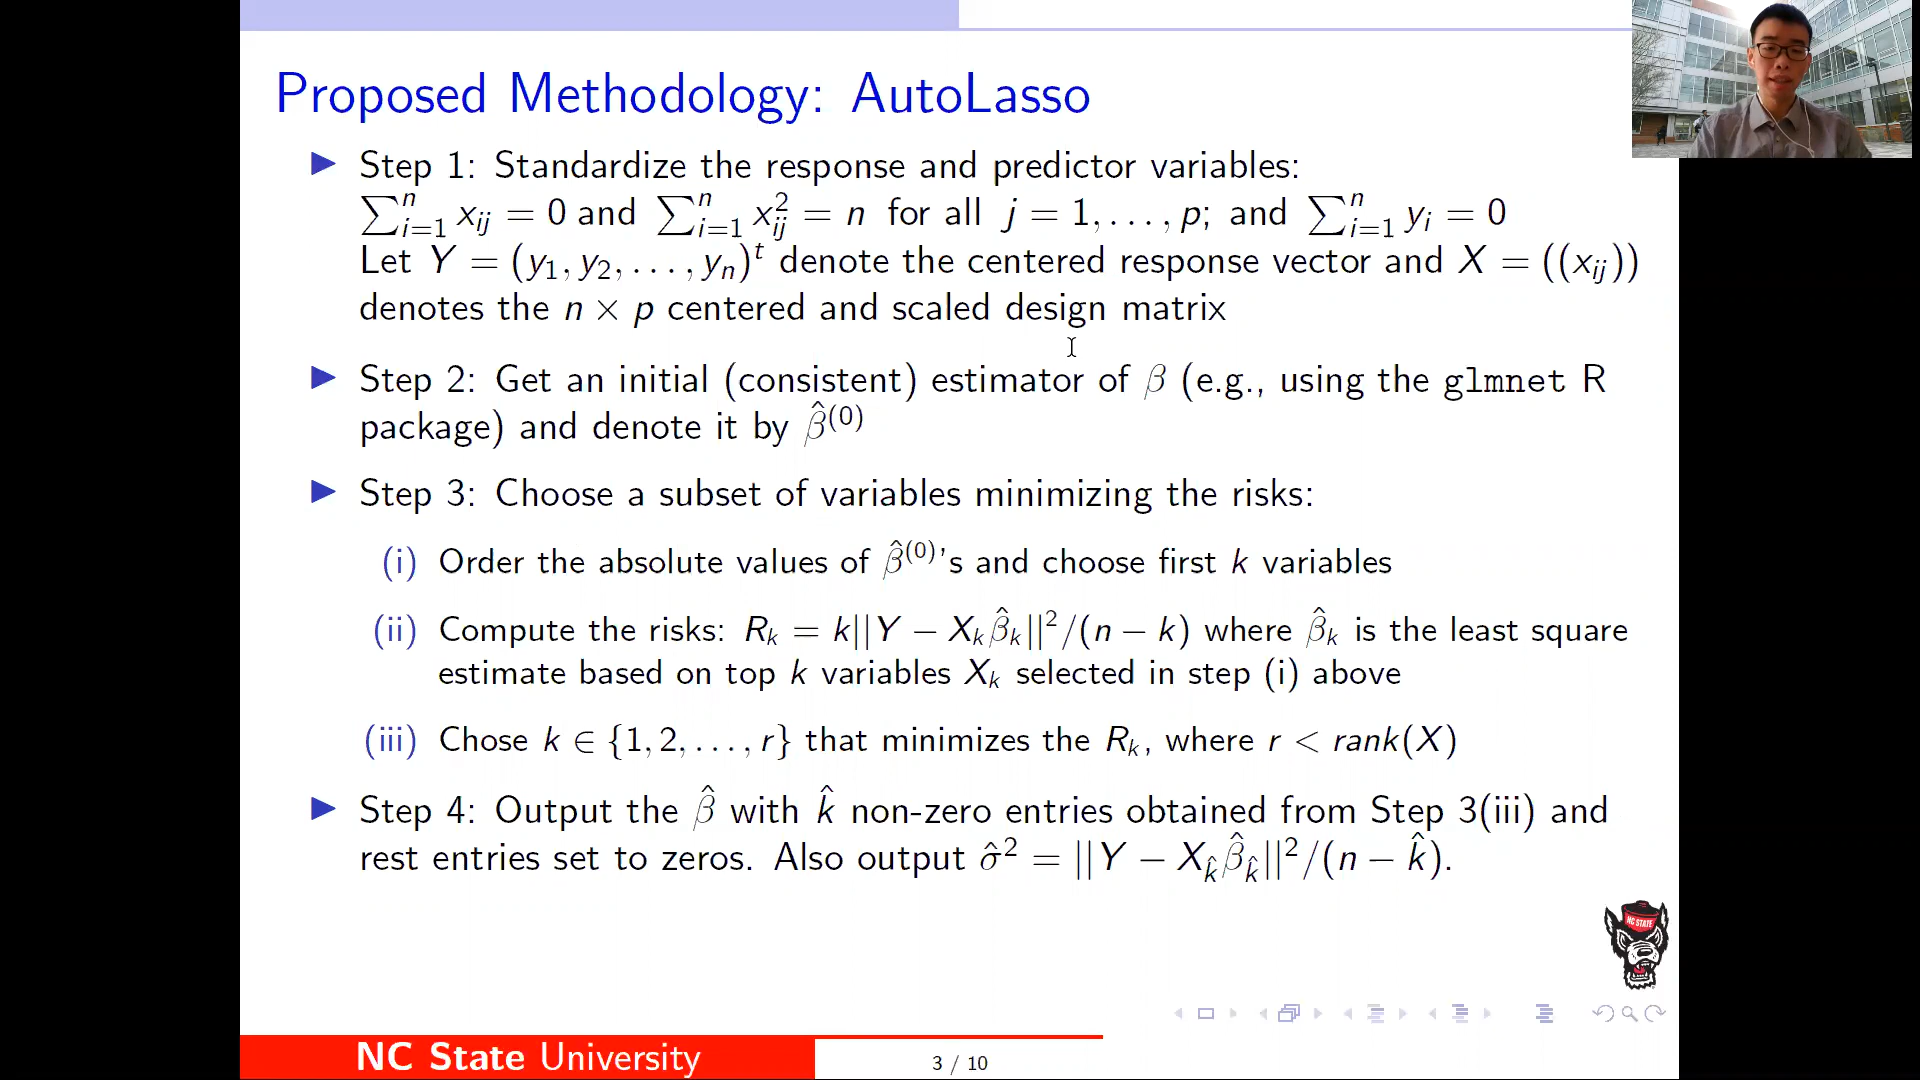 Proposed Methodology: AutoLasso
▶ Step 1: Standardize the response and predictor variables:
∑ⁿᵢ₌₁ xᵢⱼ = 0 and ∑ⁿᵢ₌₁ x²ᵢⱼ = n for all j = 1, . . . , p; and ∑ⁿᵢ₌₁ yᵢ = 0
Let Y = (y₁, y₂, . . . , yₙ)ᵗ denote the centered response vector and X = ((xᵢⱼ))
denotes the n × p centered and scaled design matrix
▶ Step 2: Get an initial (consistent) estimator of β (e.g., using the glmnet R
package) and denote it by β̂⁽⁰⁾
▶ Step 3: Choose a subset of variables minimizing the risks:
(i) Order the absolute values of β̂⁽⁰⁾'s and choose first k variables
(ii) Compute the risks: Rₖ = k||Y − Xₖβ̂ₖ||²/(n − k) where β̂ₖ is the least square
estimate based on top k variables Xₖ selected in step (i) above
(iii) Chose k ∈ {1, 2, . . . , r} that minimizes the Rₖ, where r < rank(X)
▶ Step 4: Output the β̂ with k̂ non-zero entries obtained from Step 3(iii) and
rest entries set to zeros. Also output σ̂² = ||Y − X_k̂ β̂_k̂||²/(n − k̂).
NC STATE
NC State University
3 / 10